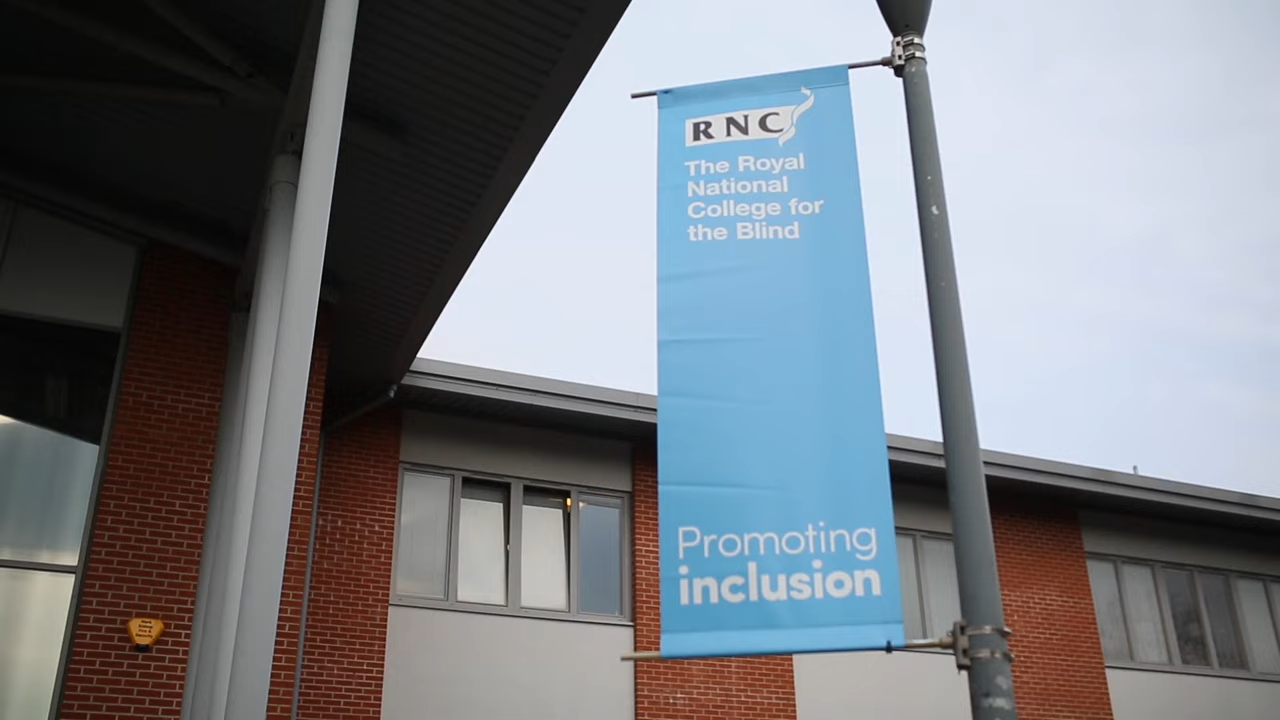 RNC
The Royal
National
College for
the Blind
Promoting
inclusion